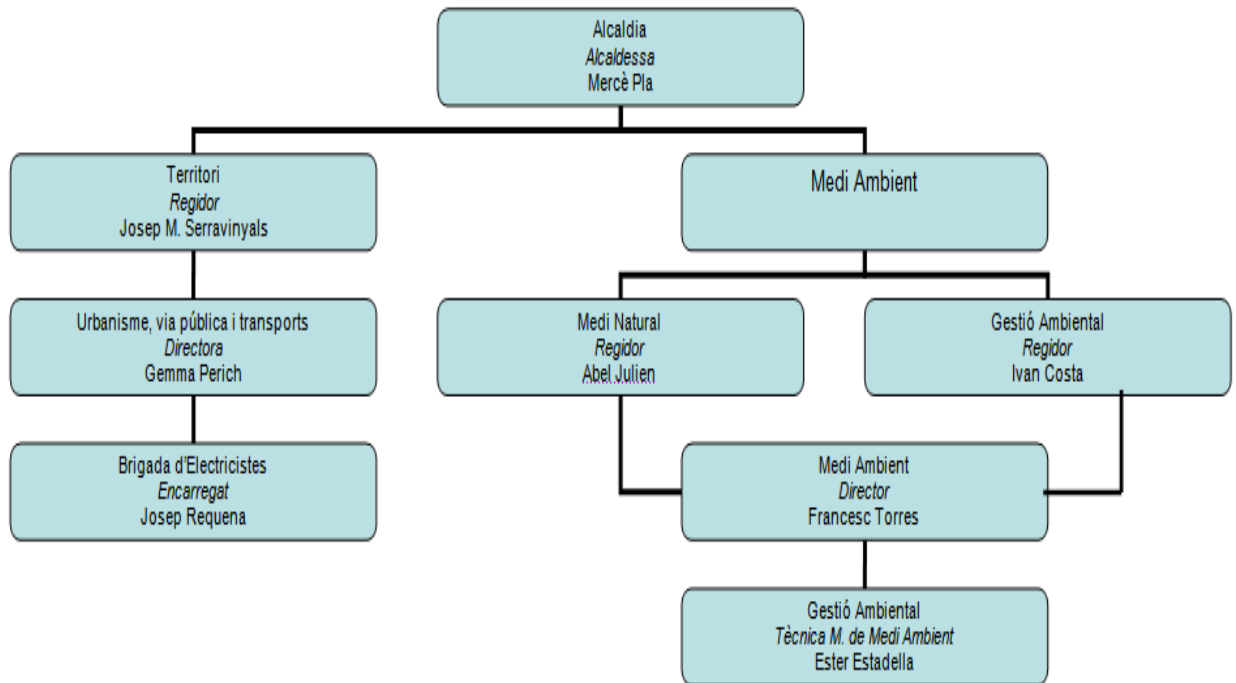 Alcaldia
Alcaldessa
Mercè Pla
Territori
Regidor
Josep M. Serravinyals
Medi Ambient
Urbanisme, via pública i transports
Directora
Gemma Perich
Medi Natural
Regidor
Abel Julien
Gestió Ambiental
Regidor
Ivan Costa
Brigada d'Electricistes
Encarregat
Josep Requena
Medi Ambient
Director
Francesc Torres
Gestió Ambiental
Tècnica M. de Medi Ambient
Ester Estadella